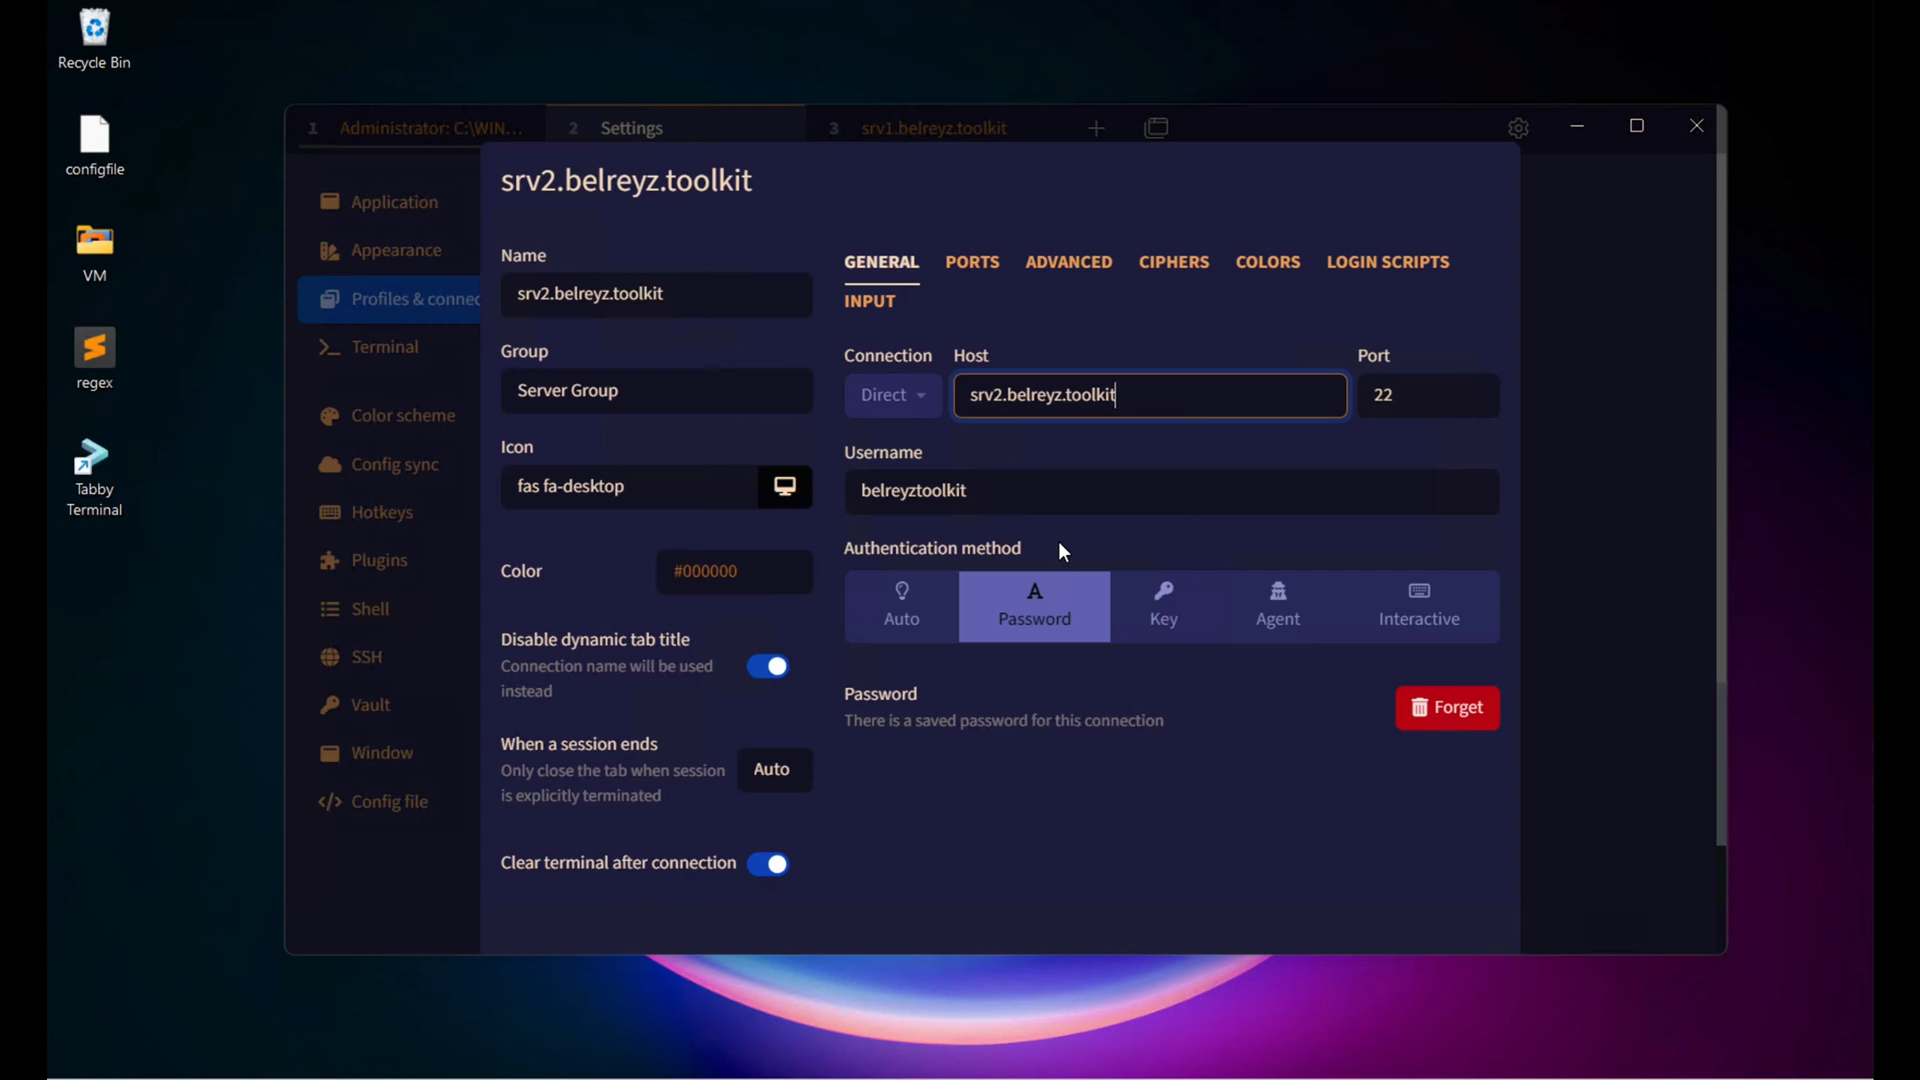 Recycle Bin
configfile
VM
regex
Tabby
Terminal
1 Administrator: C:\WIN...
2 Settings
3 srv1.belreyz.toolkit
Application
Appearance
Profiles & connec
Terminal
Color scheme
Config sync
Hotkeys
Plugins
Shell
SSH
Vault
Window
Config file
srv2.belreyz.toolkit
Name
srv2.belreyz.toolkit
Group
Server Group
Icon
fas fa-desktop
Color
#000000
Disable dynamic tab title
Connection name will be used
instead
When a session ends
Only close the tab when session
is explicitly terminated
Auto
Clear terminal after connection
GENERAL PORTS ADVANCED CIPHERS COLORS LOGIN SCRIPTS
INPUT
Connection Host Port
Direct srv2.belreyz.toolkit 22
Username
belreyztoolkit
Authentication method
Auto Password Key Agent Interactive
Password
There is a saved password for this connection
Forget